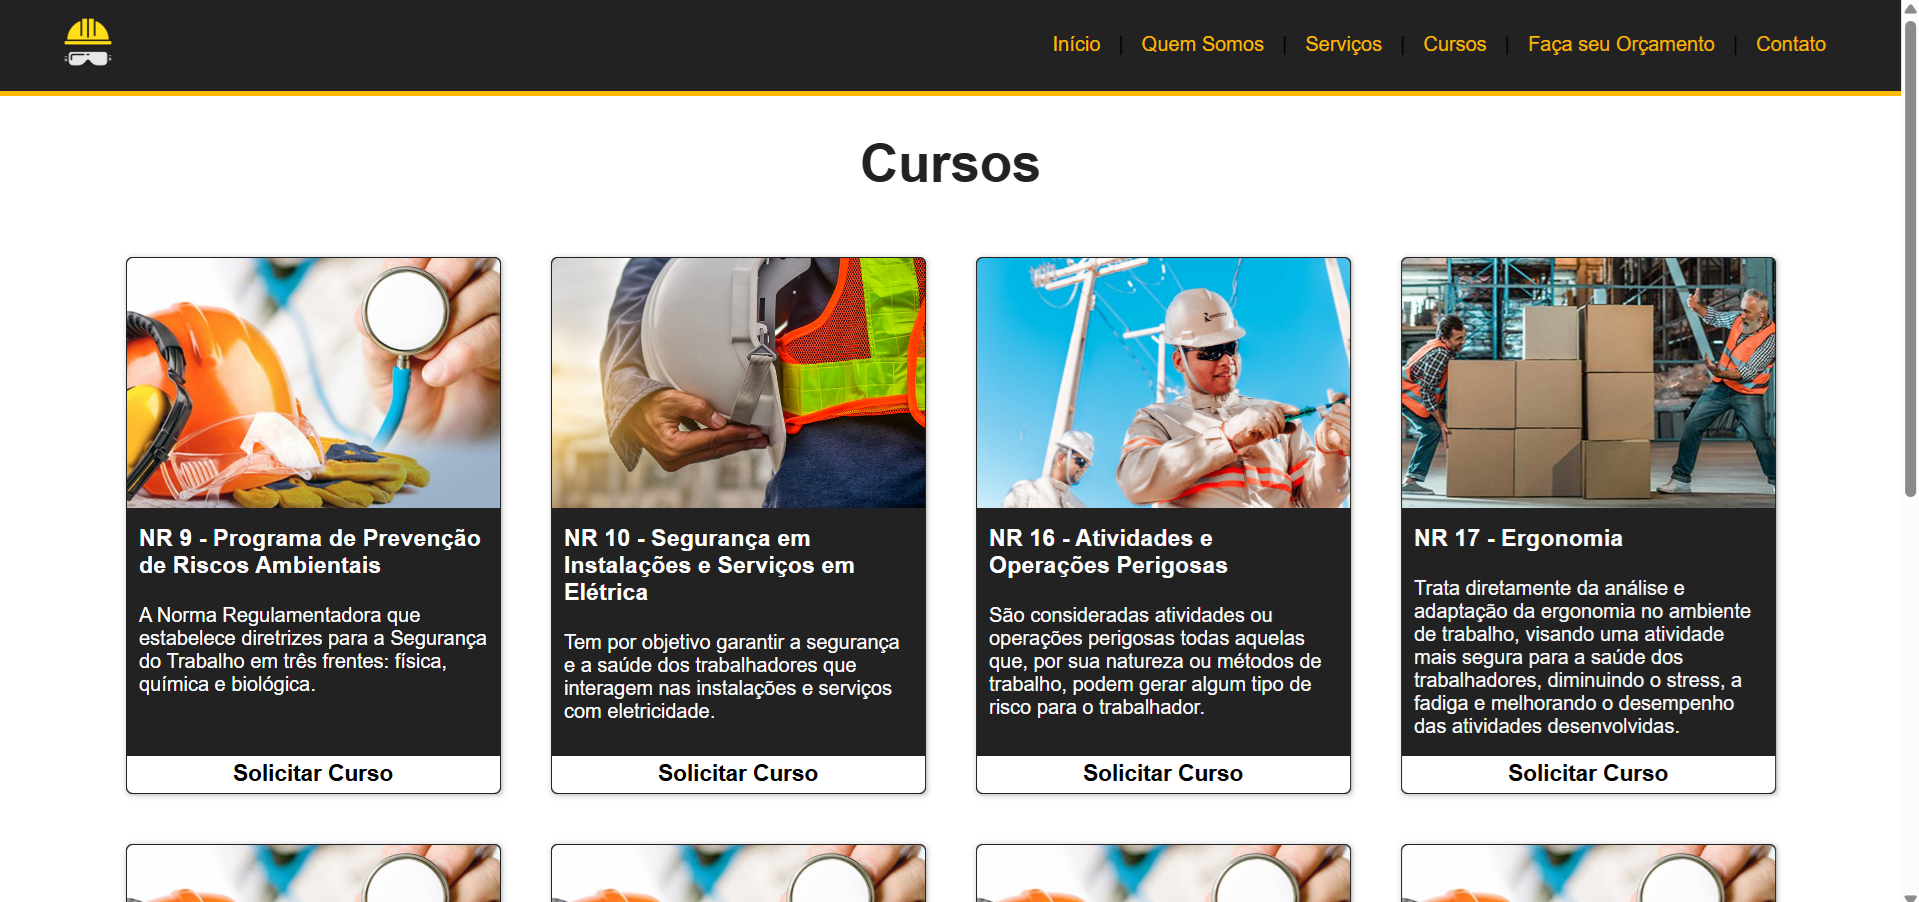 Início | Quem Somos | Serviços | Cursos | Faça seu Orçamento | Contato
Cursos
NR 9 - Programa de Prevenção
de Riscos Ambientais
A Norma Regulamentadora que
estabelece diretrizes para a Segurança
do Trabalho em três frentes: física,
química e biológica.
Solicitar Curso
NR 10 - Segurança em
Instalações e Serviços em
Elétrica
Tem por objetivo garantir a segurança
e a saúde dos trabalhadores que
interagem nas instalações e serviços
com eletricidade.
Solicitar Curso
NR 16 - Atividades e
Operações Perigosas
São consideradas atividades ou
operações perigosas todas aquelas
que, por sua natureza ou métodos de
trabalho, podem gerar algum tipo de
risco para o trabalhador.
Solicitar Curso
NR 17 - Ergonomia
Trata diretamente da análise e
adaptação da ergonomia no ambiente
de trabalho, visando uma atividade
mais segura para a saúde dos
trabalhadores, diminuindo o stress, a
fadiga e melhorando o desempenho
das atividades desenvolvidas.
Solicitar Curso